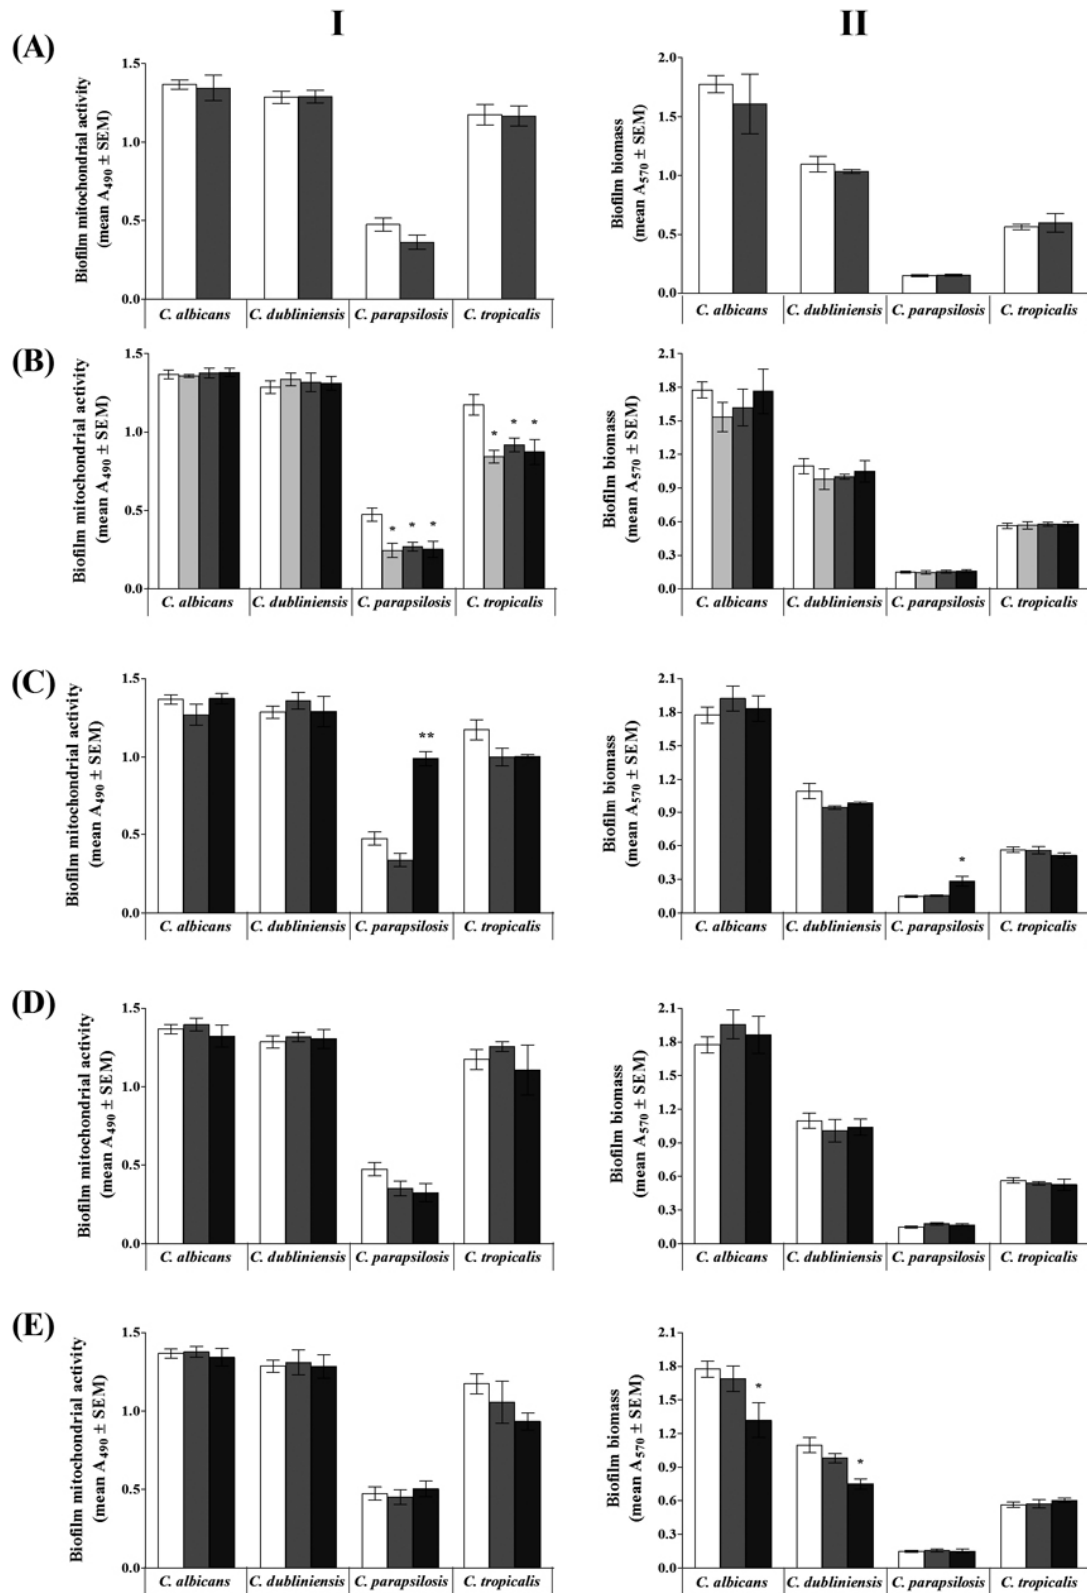 I
II
(A)
Biofilm mitochondrial activity
(mean A490 ± SEM)
1.5
1.0
0.5
0.0
C. albicans
C. dubliniensis
C. parapsilosis
C. tropicalis
Biofilm biomass
(mean A570 ± SEM)
2.0
1.5
1.0
0.5
0.0
C. albicans
C. dubliniensis
C. parapsilosis
C. tropicalis
(B)
Biofilm mitochondrial activity
(mean A490 ± SEM)
1.5
1.0
0.5
0.0
* * *
* * *
C. albicans
C. dubliniensis
C. parapsilosis
C. tropicalis
Biofilm biomass
(mean A570 ± SEM)
2.1
1.8
1.5
1.2
0.9
0.6
0.3
0.0
C. albicans
C. dubliniensis
C. parapsilosis
C. tropicalis
(C)
Biofilm mitochondrial activity
(mean A490 ± SEM)
1.5
1.0
0.5
0.0
**
C. albicans
C. dubliniensis
C. parapsilosis
C. tropicalis
Biofilm biomass
(mean A570 ± SEM)
2.1
1.8
1.5
1.2
0.9
0.6
0.3
0.0
*
C. albicans
C. dubliniensis
C. parapsilosis
C. tropicalis
(D)
Biofilm mitochondrial activity
(mean A490 ± SEM)
1.5
1.0
0.5
0.0
C. albicans
C. dubliniensis
C. parapsilosis
C. tropicalis
Biofilm biomass
(mean A570 ± SEM)
2.1
1.8
1.5
1.2
0.9
0.6
0.3
0.0
C. albicans
C. dubliniensis
C. parapsilosis
C. tropicalis
(E)
Biofilm mitochondrial activity
(mean A490 ± SEM)
1.5
1.0
0.5
0.0
C. albicans
C. dubliniensis
C. parapsilosis
C. tropicalis
Biofilm biomass
(mean A570 ± SEM)
2.1
1.8
1.5
1.2
0.9
0.6
0.3
0.0
*
*
C. albicans
C. dubliniensis
C. parapsilosis
C. tropicalis